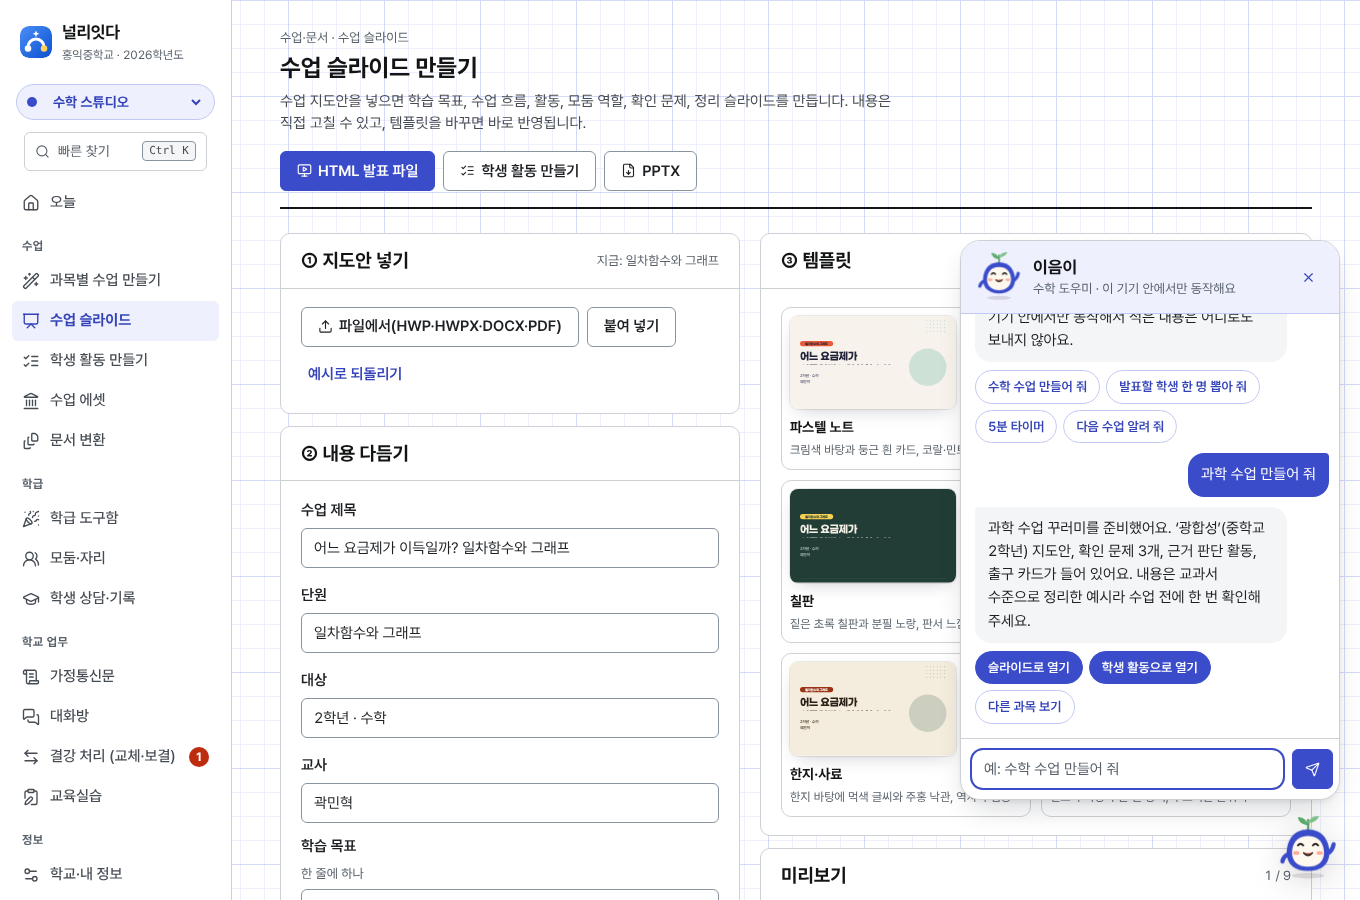 널리잇다
홍익중학교 · 2026학년도
수학 스튜디오
빠른 찾기
Ctrl K
오늘
수업
과목별 수업 만들기
수업 슬라이드
학생 활동 만들기
수업 에셋
문서 변환
학급
학급 도구함
모둠·자리
학생 상담·기록
학교 업무
가정통신문
대화방
결강 처리 (교체·보결)
1
교육실습
정보
학교·내 정보
수업·문서 · 수업 슬라이드
수업 슬라이드 만들기
수업 지도안을 넣으면 학습 목표, 수업 흐름, 활동, 모둠 역할, 확인 문제, 정리 슬라이드를 만듭니다. 내용은
직접 고칠 수 있고, 템플릿을 바꾸면 바로 반영됩니다.
HTML 발표 파일
학생 활동 만들기
PPTX
① 지도안 넣기
지금: 일차함수와 그래프
파일에서(HWP·HWPX·DOCX·PDF)
붙여 넣기
예시로 되돌리기
② 내용 다듬기
수업 제목
어느 요금제가 이득일까? 일차함수와 그래프
단원
일차함수와 그래프
대상
2학년 · 수학
교사
곽민혁
학습 목표
한 줄에 하나
③ 템플릿
어느 요금제가
파스텔 노트
크림색 바탕과 둥근 흰 카드, 코랄·민트
어느 요금제가
칠판
짙은 초록 칠판과 분필 노랑, 판서 느낌
어느 요금제가
한지·사료
한지 바탕에 먹색 글씨와 주홍 낙관,
미리보기
1 / 9
이음이
수학 도우미 · 이 기기 안에서만 동작해요
기기 안에서만 동작해서 적은 내용은 어디로도
보내지 않아요.
수학 수업 만들어 줘
발표할 학생 한 명 뽑아 줘
5분 타이머
다음 수업 알려 줘
과학 수업 만들어 줘
과학 수업 꾸러미를 준비했어요. ‘광합성’(중학교
2학년) 지도안, 확인 문제 3개, 근거 판단 활동,
출구 카드가 들어 있어요. 내용은 교과서
수준으로 정리한 예시라 수업 전에 한 번 확인해
주세요.
슬라이드로 열기
학생 활동으로 열기
다른 과목 보기
예: 수학 수업 만들어 줘